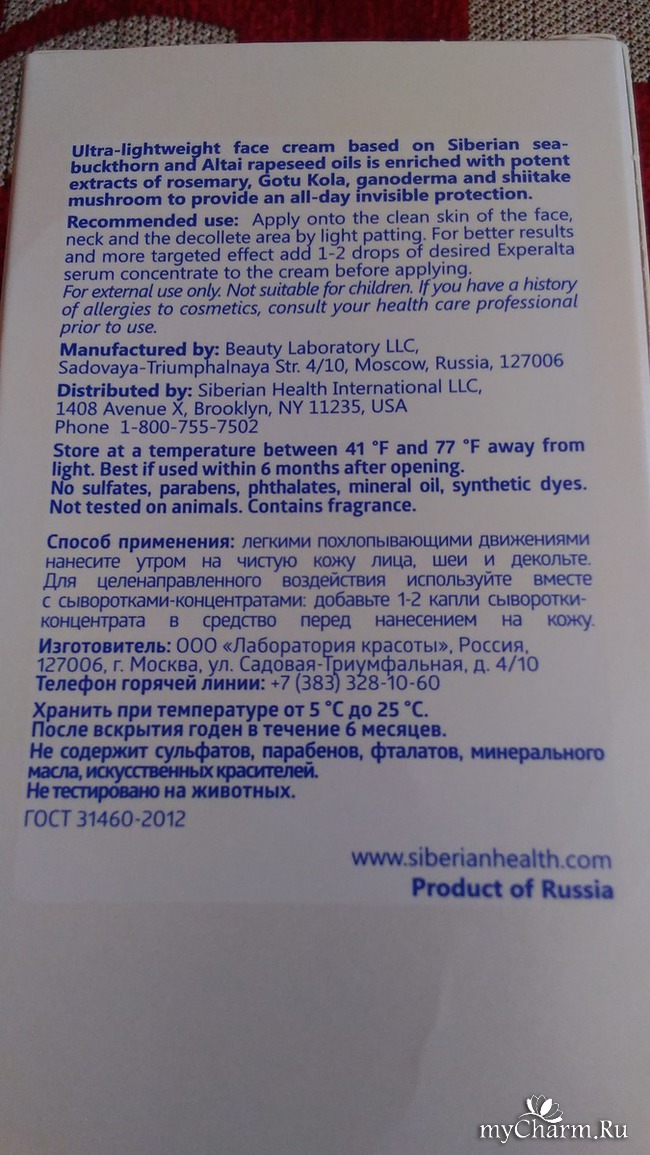 Ultra-lightweight face cream based on Siberian sea-
buckthorn and Altai rapeseed oils is enriched with potent
extracts of rosemary, Gotu Kola, ganoderma and shiitake
mushroom to provide an all-day invisible protection.
Recommended use: Apply onto the clean skin of the face,
neck and the decollete area by light patting. For better results
and more targeted effect add 1-2 drops of desired Experalta
serum concentrate to the cream before applying.
For external use only. Not suitable for children. If you have a history
of allergies to cosmetics, consult your health care professional
prior to use.
Manufactured by: Beauty Laboratory LLC,
Sadovaya-Triumphalnaya Str. 4/10, Moscow, Russia, 127006
Distributed by: Siberian Health International LLC,
1408 Avenue X, Brooklyn, NY 11235, USA
Phone 1-800-755-7502
Store at a temperature between 41 °F and 77 °F away from
light. Best if used within 6 months after opening.
No sulfates, parabens, phthalates, mineral oil, synthetic dyes.
Not tested on animals. Contains fragrance.
Способ применения: легкими похлопывающими движениями
нанесите утром на чистую кожу лица, шеи и декольте.
Для целенаправленного воздействия используйте вместе
с сыворотками-концентратами: добавьте 1-2 капли сыворотки-
концентрата в средство перед нанесением на кожу.
Изготовитель: ООО «Лаборатория красоты», Россия,
127006, г. Москва, ул. Садовая-Триумфальная, д. 4/10
Телефон горячей линии: +7 (383) 328-10-60
Хранить при температуре от 5 °С до 25 °С.
После вскрытия годен в течение 6 месяцев.
Не содержит сульфатов, парабенов, фталатов, минерального
масла, искусственных красителей.
Не тестировано на животных.
ГОСТ 31460-2012
www.siberianhealth.com
Product of Russia
myCharm.Ru